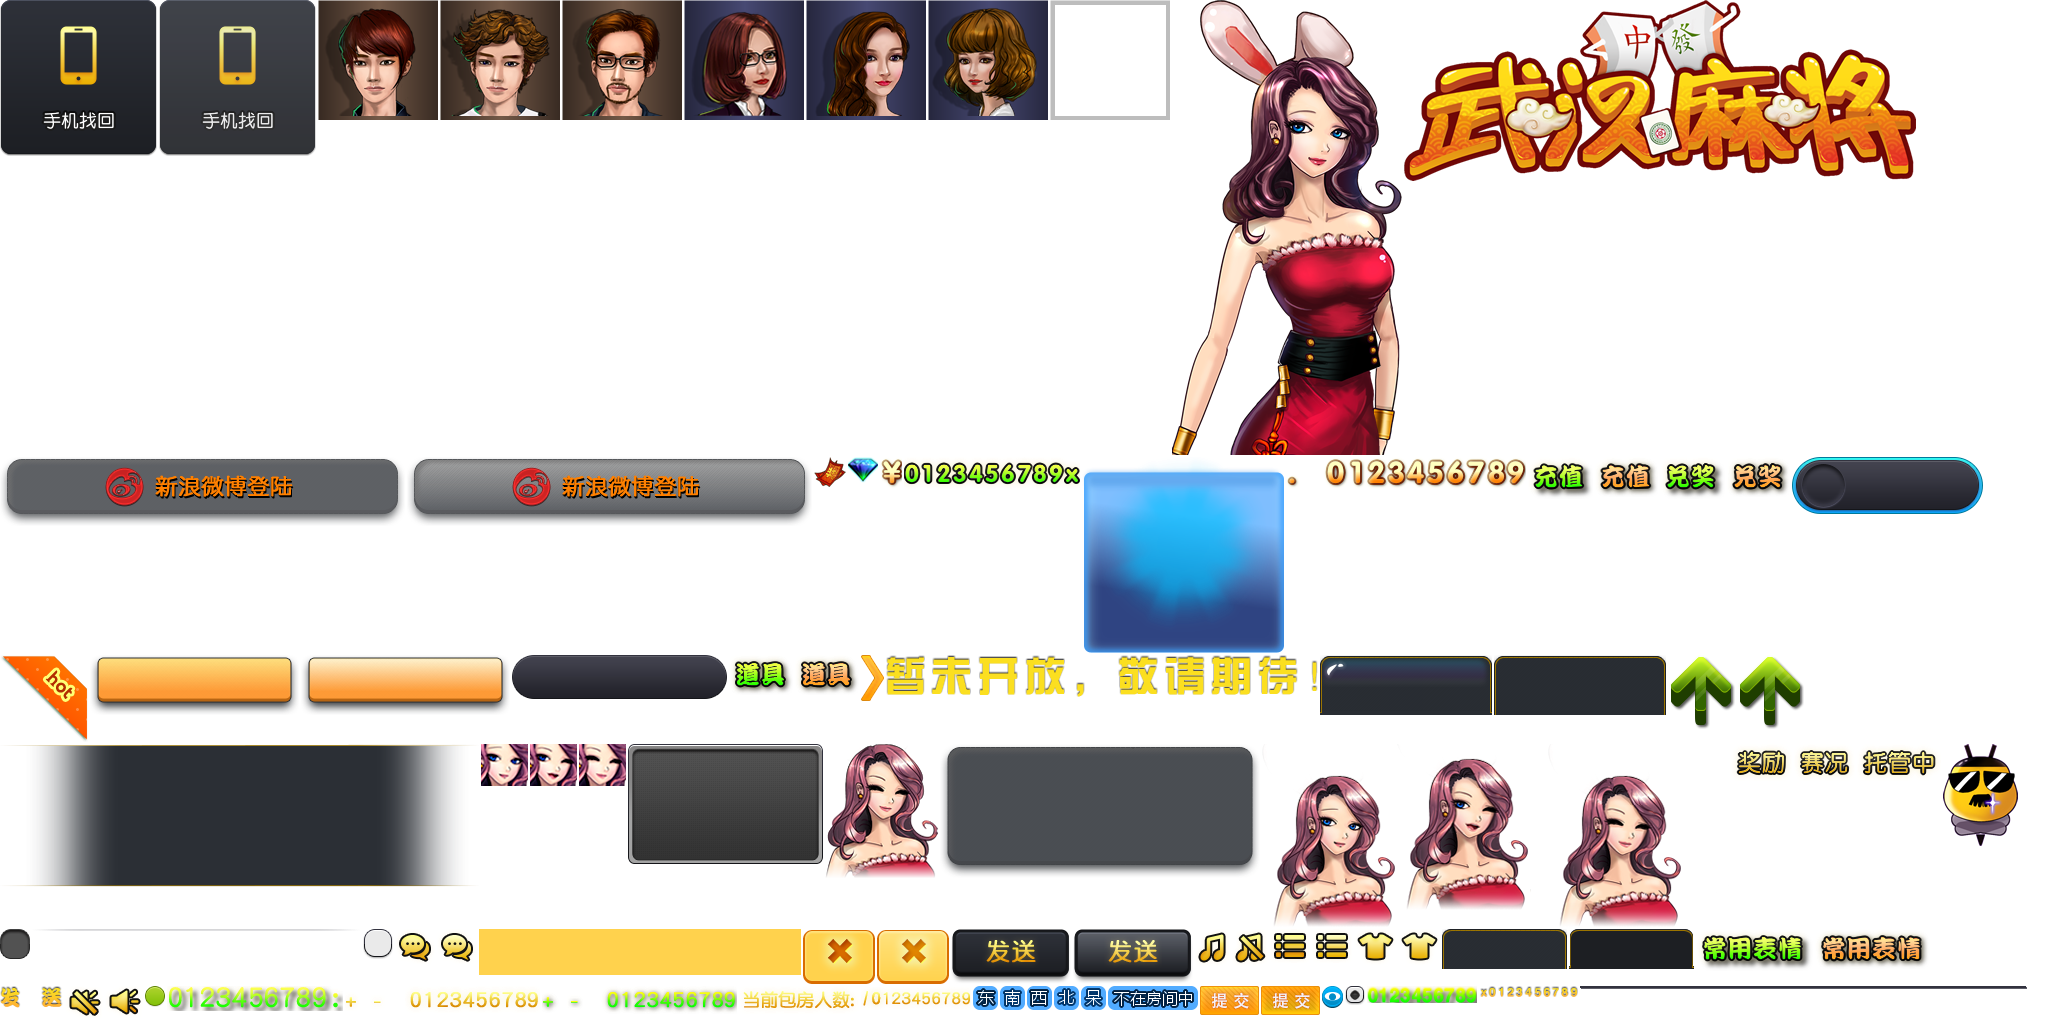 手机找回
手机找回
中 發
武汉麻将
新浪微博登陆
新浪微博登陆
¥0123456789x
. 0123456789
充值
充值
兑奖
兑奖
hot
道具
道具
暂未开放，敬请期待!
奖励
赛况
托管中
发送
发送
常用表情
常用表情
发 送
0123456789:
+ -
0123456789
+ -
0123456789
当前包房人数:
/0123456789
东
南
西
北
呆
不在房间中
提交
提交
0123456789
x0123456789